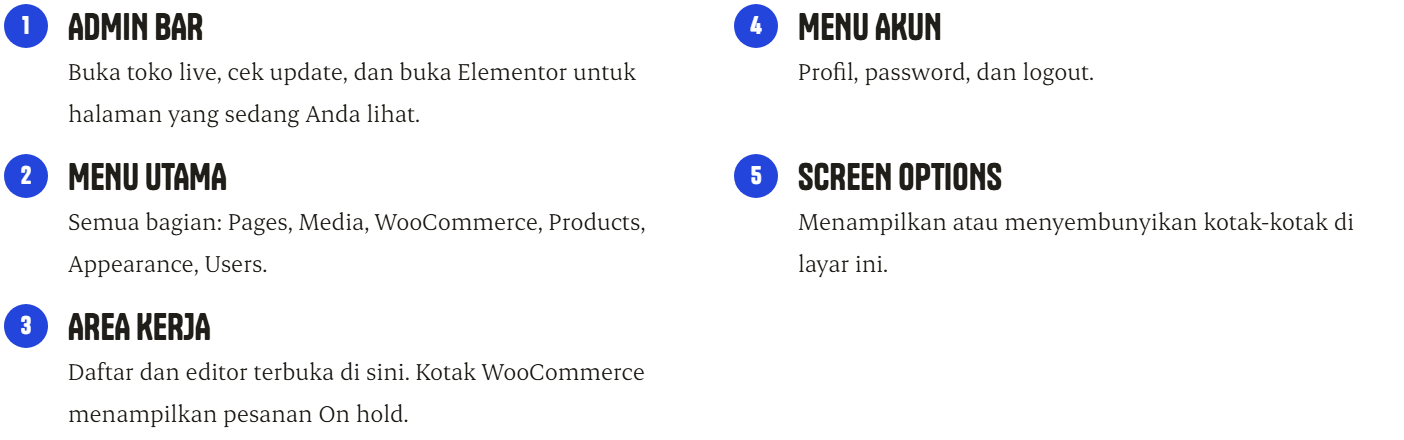 1 ADMIN BAR
Buka toko live, cek update, dan buka Elementor untuk
halaman yang sedang Anda lihat.
2 MENU UTAMA
Semua bagian: Pages, Media, WooCommerce, Products,
Appearance, Users.
3 AREA KERJA
Daftar dan editor terbuka di sini. Kotak WooCommerce
menampilkan pesanan On hold.
4 MENU AKUN
Profil, password, dan logout.
5 SCREEN OPTIONS
Menampilkan atau menyembunyikan kotak-kotak di
layar ini.